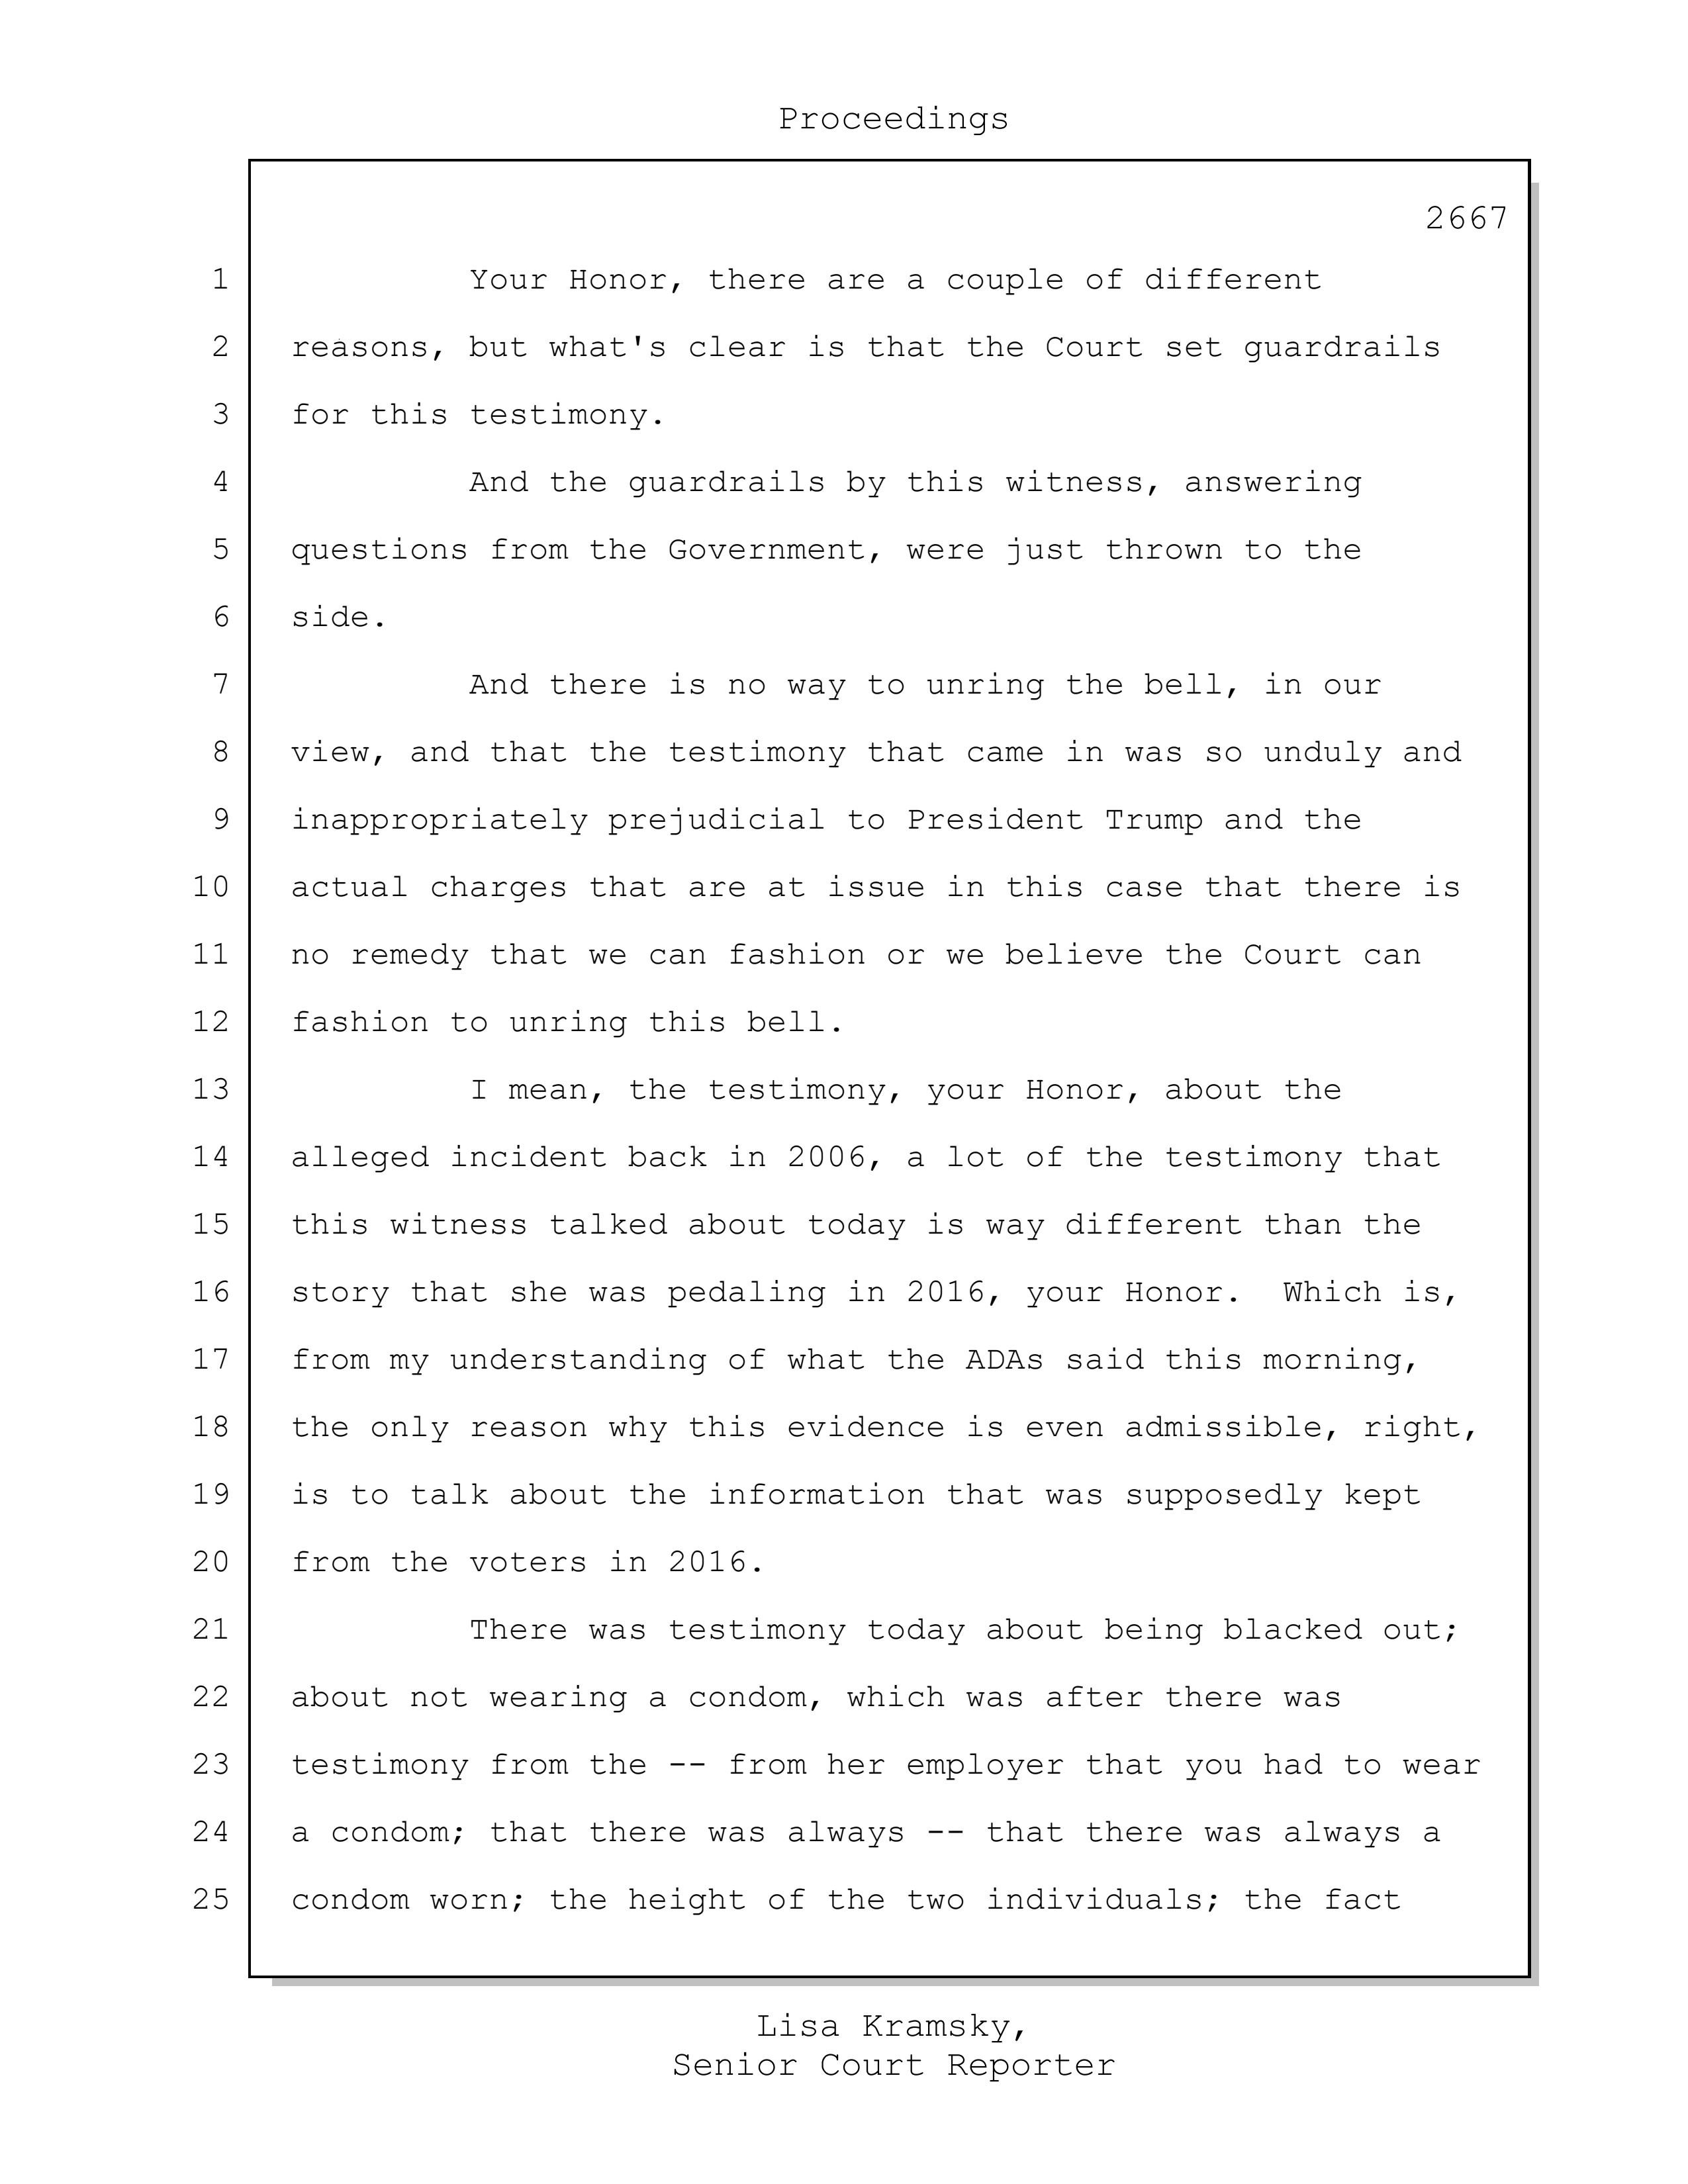 Proceedings
2667
1 Your Honor, there are a couple of different
2 reasons, but what's clear is that the Court set guardrails
3 for this testimony.
4 And the guardrails by this witness, answering
5 questions from the Government, were just thrown to the
6 side.
7 And there is no way to unring the bell, in our
8 view, and that the testimony that came in was so unduly and
9 inappropriately prejudicial to President Trump and the
10 actual charges that are at issue in this case that there is
11 no remedy that we can fashion or we believe the Court can
12 fashion to unring this bell.
13 I mean, the testimony, your Honor, about the
14 alleged incident back in 2006, a lot of the testimony that
15 this witness talked about today is way different than the
16 story that she was pedaling in 2016, your Honor. Which is,
17 from my understanding of what the ADAs said this morning,
18 the only reason why this evidence is even admissible, right,
19 is to talk about the information that was supposedly kept
20 from the voters in 2016.
21 There was testimony today about being blacked out;
22 about not wearing a condom, which was after there was
23 testimony from the -- from her employer that you had to wear
24 a condom; that there was always -- that there was always a
25 condom worn; the height of the two individuals; the fact
Lisa Kramsky,
Senior Court Reporter